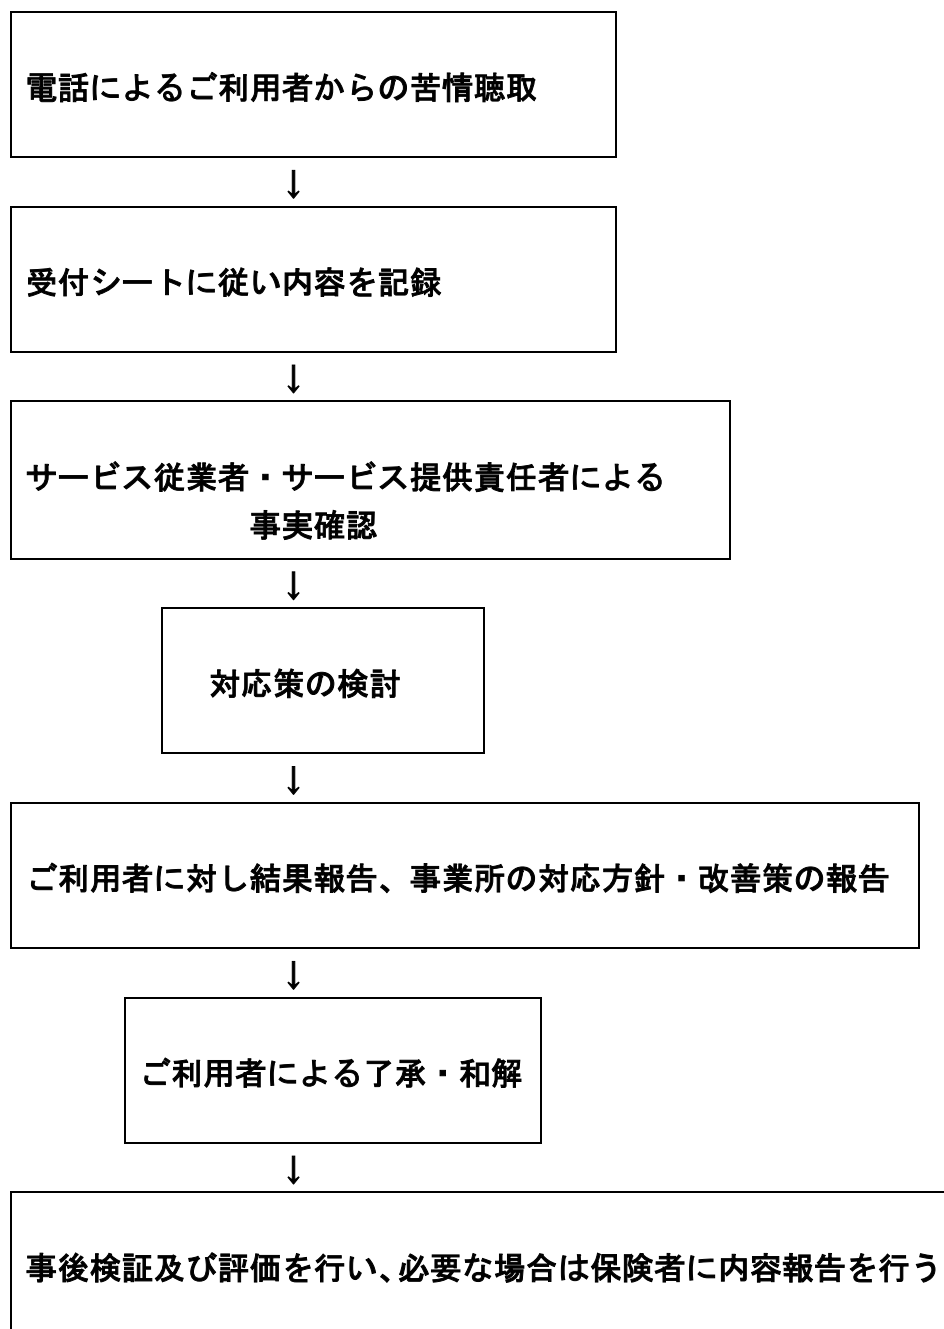 電話によるご利用者からの苦情聴取
↓
受付シートに従い内容を記録
↓
サービス従業者・サービス提供責任者による
事実確認
↓
対応策の検討
↓
ご利用者に対し結果報告、事業所の対応方針・改善策の報告
↓
ご利用者による了承・和解
↓
事後検証及び評価を行い、必要な場合は保険者に内容報告を行う